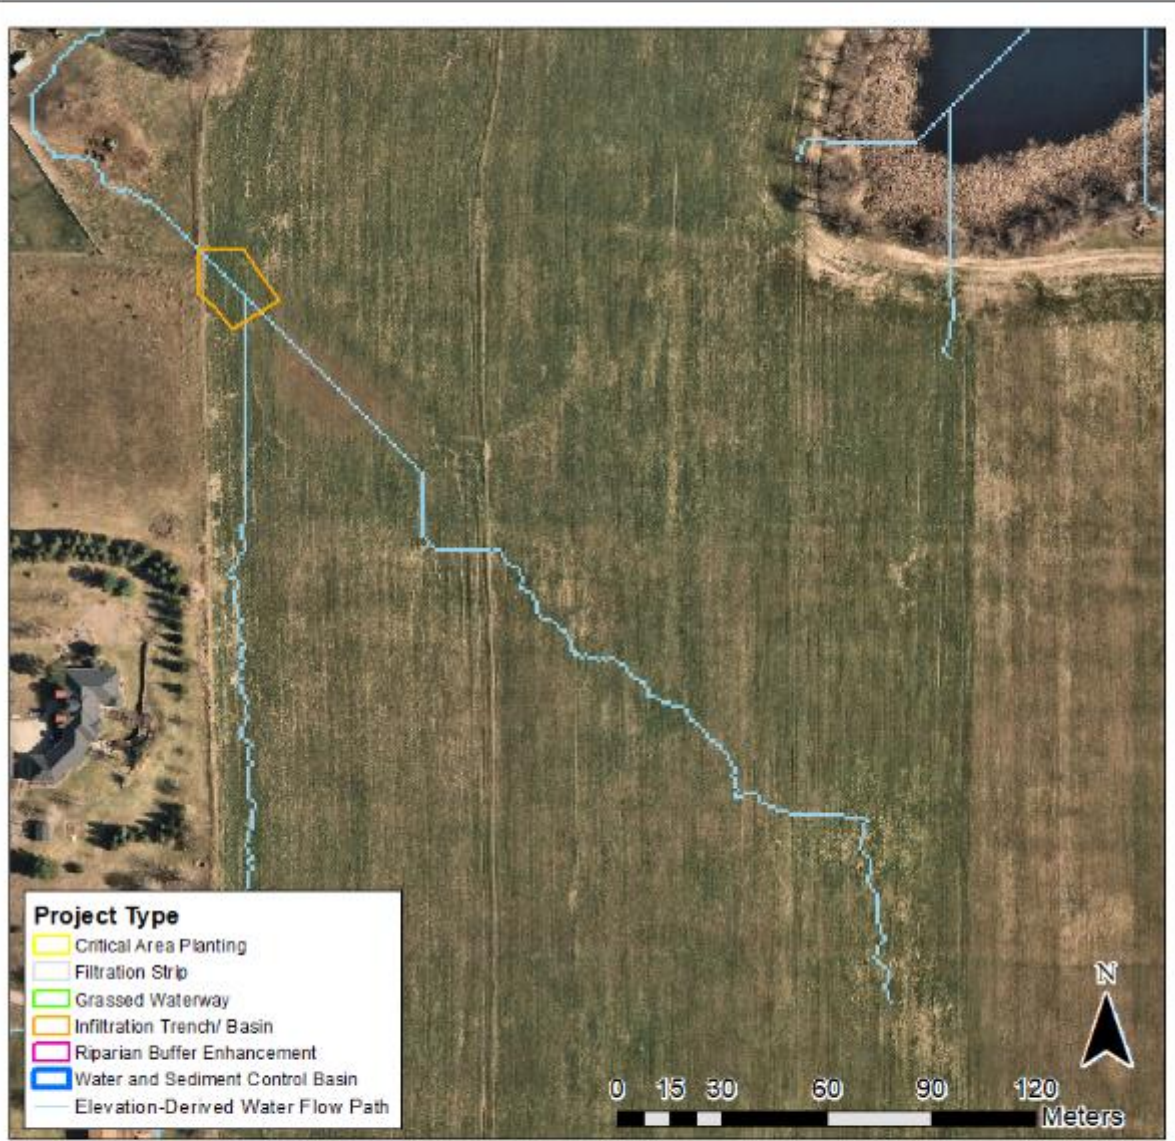 Project Type
Critical Area Planting
Filtration Strip
Grassed Waterway
Infiltration Trench/ Basin
Riparian Buffer Enhancement
Water and Sediment Control Basin
Elevation-Derived Water Flow Path
N
0 15 30 60 90 120
Meters